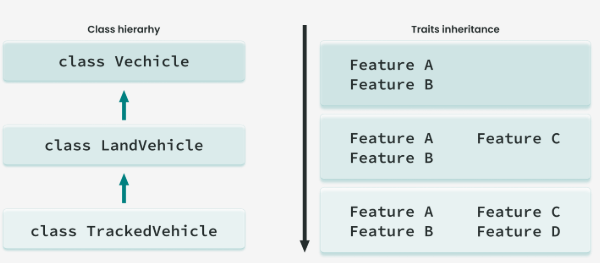 Class hierarhy
Traits inheritance
class Vechicle
Feature A
Feature B
class LandVehicle
Feature A Feature C
Feature B
class TrackedVehicle
Feature A Feature C
Feature B Feature D